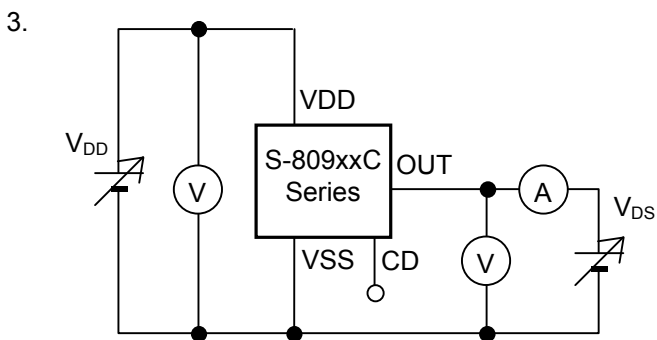 3.
VDD
VDD
S-809xxC
Series
OUT
V
A
VDS
V
VSS
CD